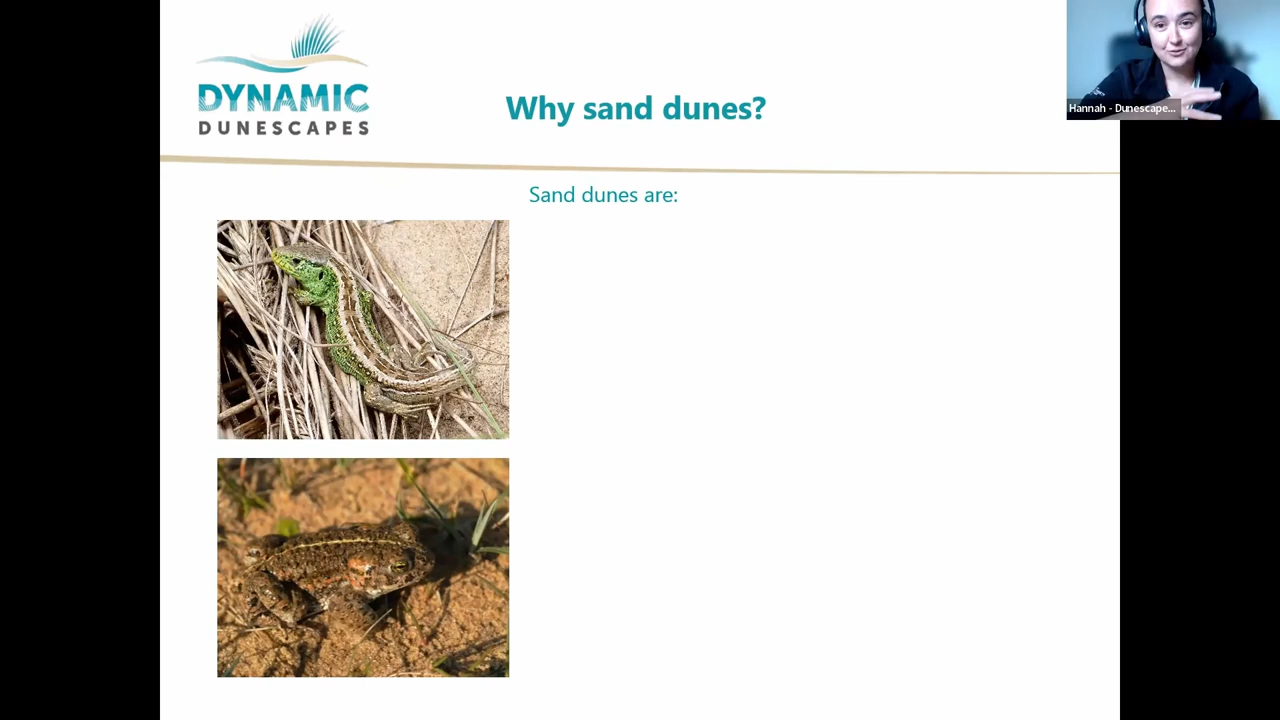 DYNAMIC
DUNESCAPES
Why sand dunes?
Hannah - Dunescape...
Sand dunes are: